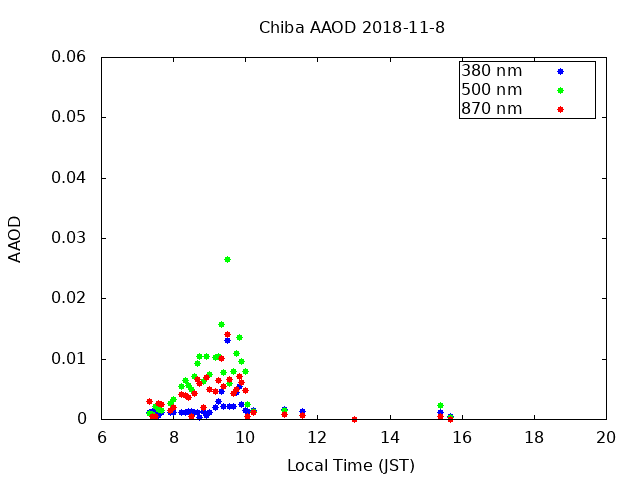 Chiba AAOD 2018-11-8
0.06
0.05
0.04
0.03
0.02
0.01
0
AAOD
380 nm
500 nm
870 nm
6 8 10 12 14 16 18 20
Local Time (JST)